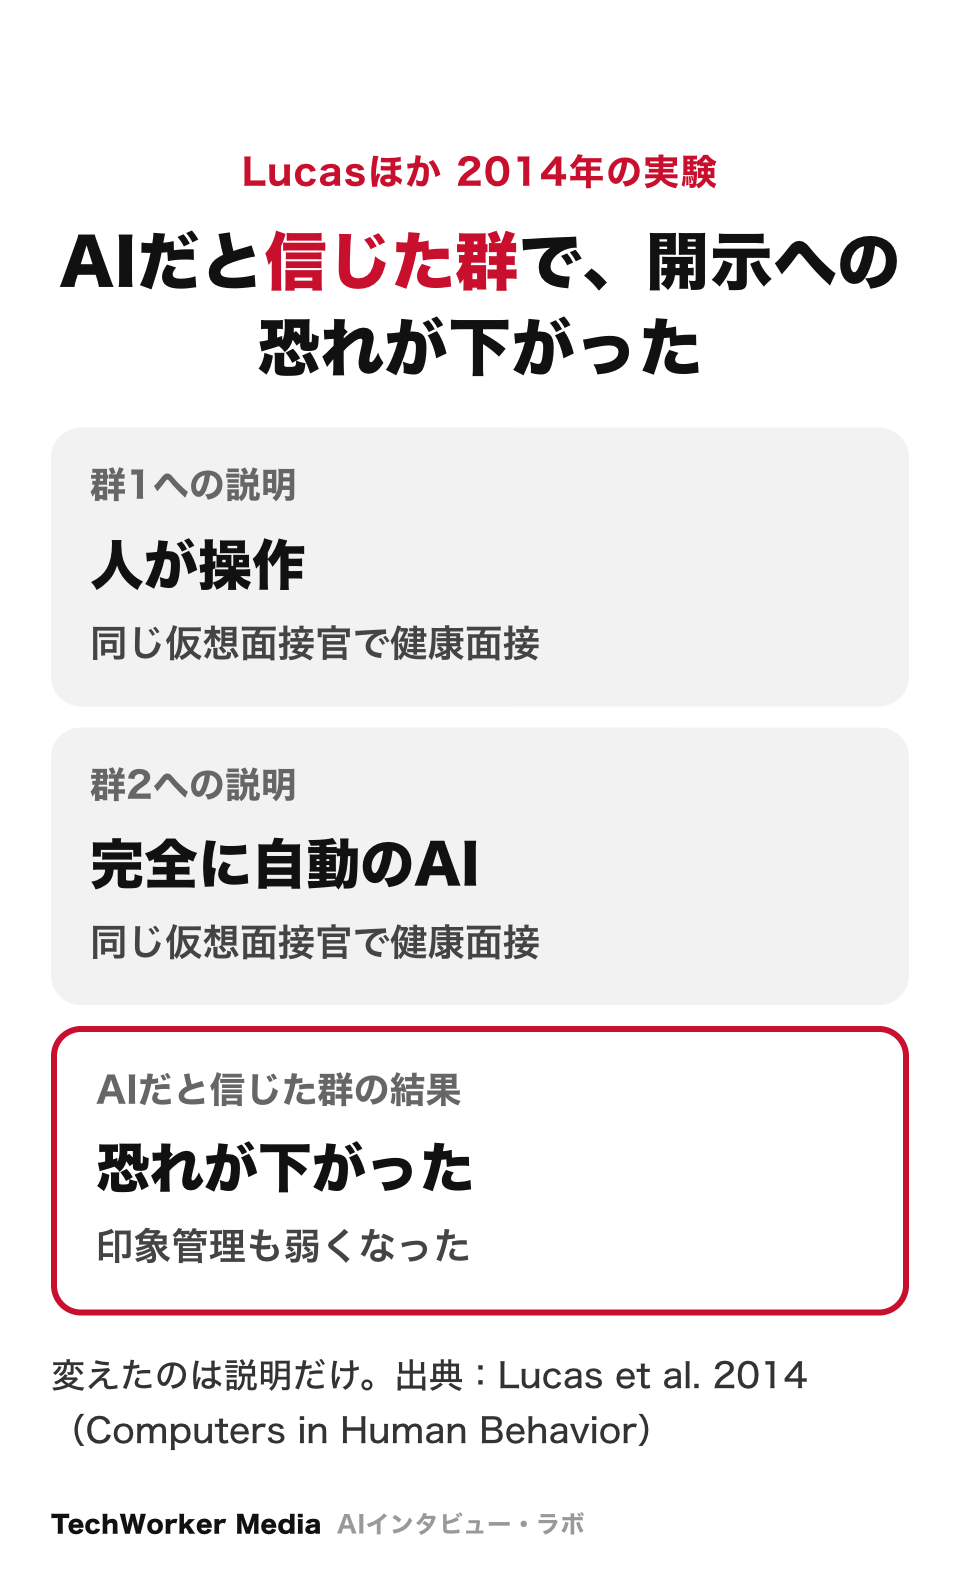 Lucasほか 2014年の実験
AIだと信じた群で、開示への
恐れが下がった
群1への説明
人が操作
同じ仮想面接官で健康面接
群2への説明
完全に自動のAI
同じ仮想面接官で健康面接
AIだと信じた群の結果
恐れが下がった
印象管理も弱くなった
変えたのは説明だけ。出典：Lucas et al. 2014
（Computers in Human Behavior）
TechWorker Media AIインタビュー・ラボ